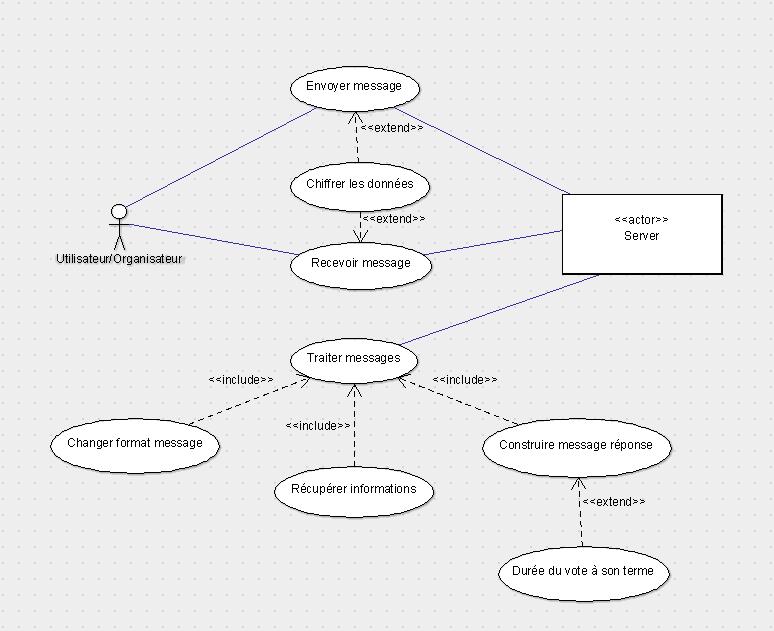 Envoyer message
<<extend>>
Chiffrer les données
<<extend>>
Recevoir message
Utilisateur/Organisateur
<<actor>>
Server
Traiter messages
<<include>>
<<include>>
<<include>>
Changer format message
Construire message réponse
Récupérer informations
<<extend>>
Durée du vote à son terme